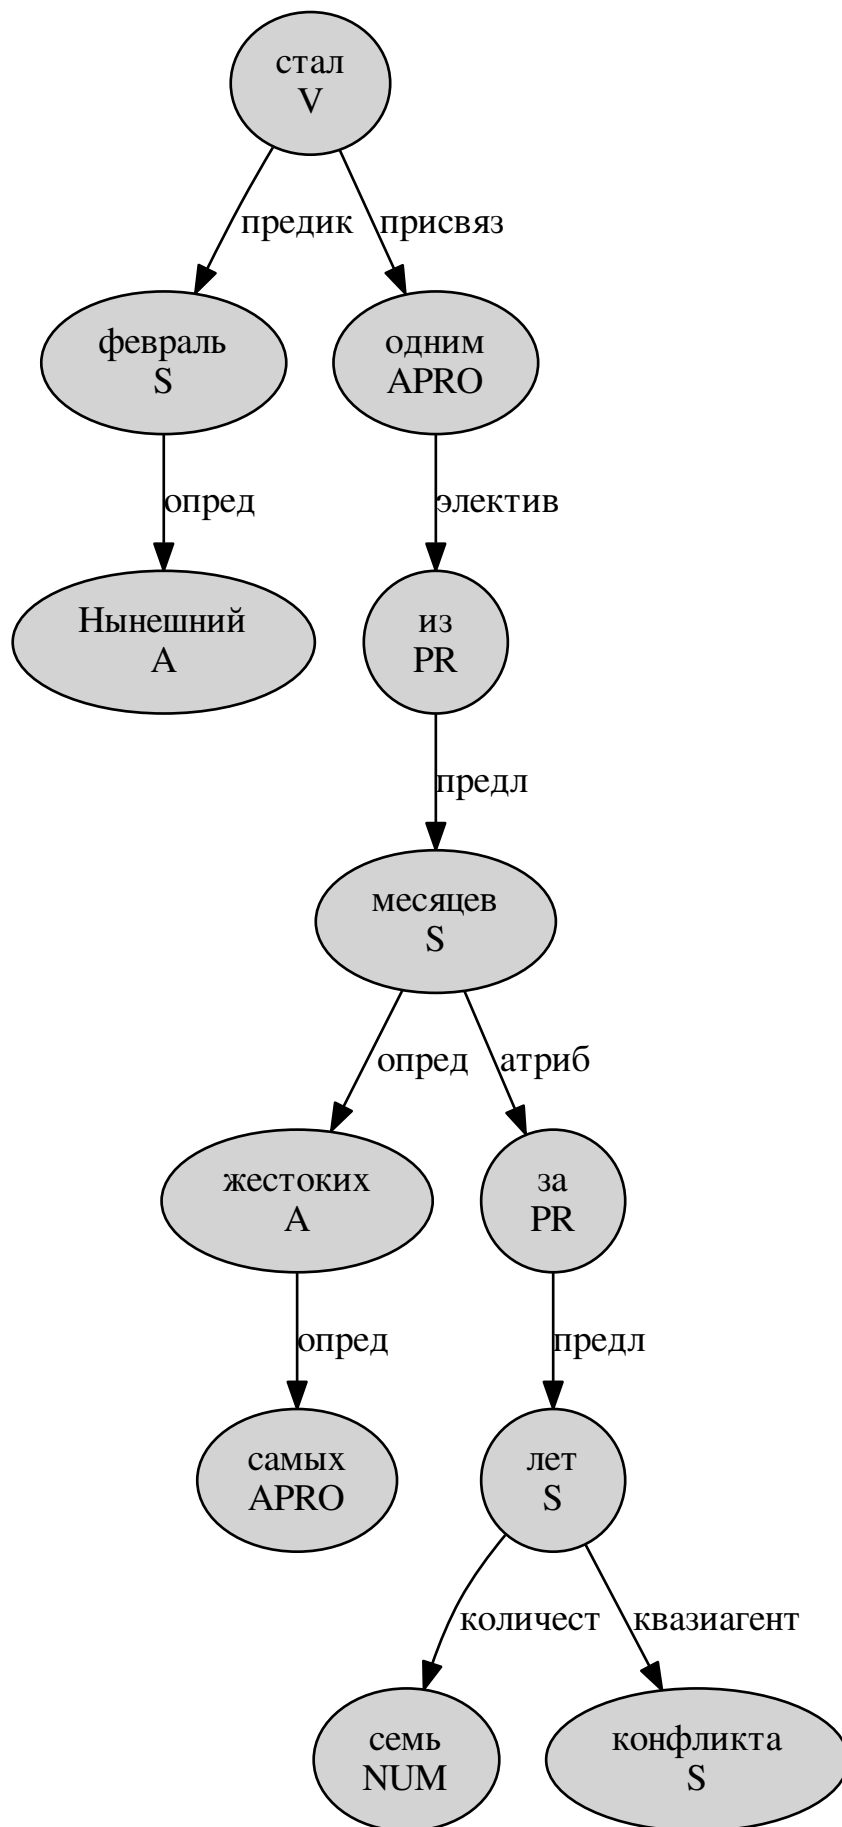 стал
V
предик
присвяз
февраль
S
одним
APRO
опред
электив
Нынешний
A
из
PR
предл
месяцев
S
опред
атриб
жестоких
A
за
PR
опред
предл
самых
APRO
лет
S
количест
квазиагент
семь
NUM
конфликта
S